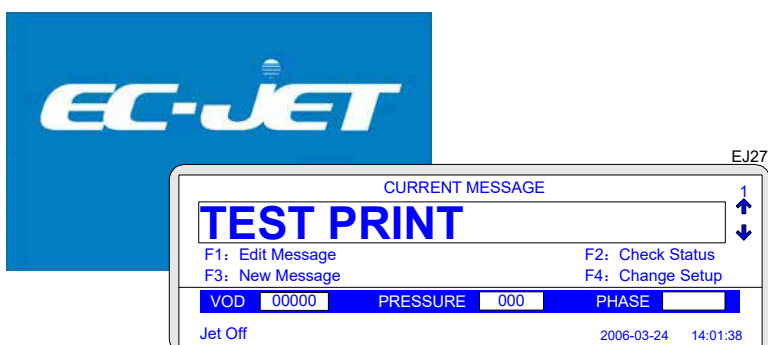 EC-JET
EJ27
CURRENT MESSAGE
1
TEST PRINT
F1: Edit Message F2: Check Status
F3: New Message F4: Change Setup
VOD 00000 PRESSURE 000 PHASE
Jet Off 2006-03-24 14:01:38